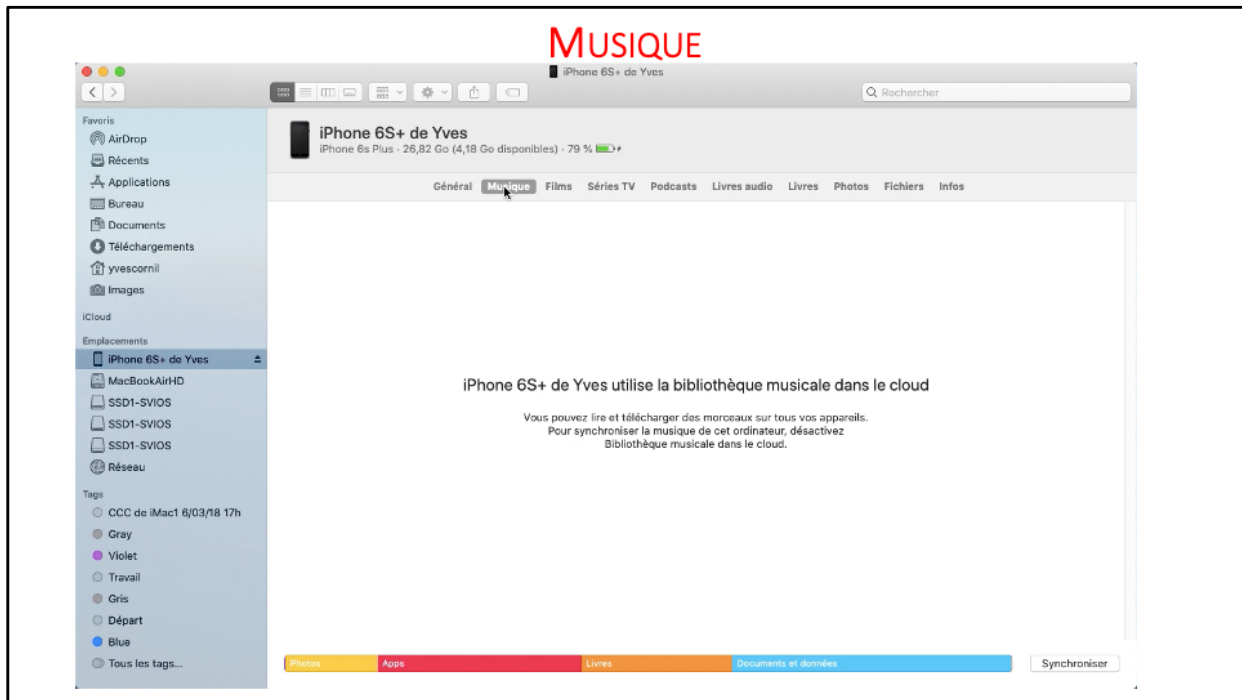 MUSIQUE
iPhone 6S+ de Yves
Rechercher
Favoris
AirDrop
Récents
Applications
Bureau
Documents
Téléchargements
yvescornil
Images
iCloud
Emplacements
iPhone 6S+ de Yves
MacBookAirHD
SSD1-SVIOS
SSD1-SVIOS
SSD1-SVIOS
Réseau
Tags
CCC de iMac1 6/03/18 17h
Gray
Violet
Travail
Gris
Départ
Blue
Tous les tags...
iPhone 6S+ de Yves
iPhone 6s Plus · 26,82 Go (4,18 Go disponibles) · 79 %
Général Musique Films Séries TV Podcasts Livres audio Livres Photos Fichiers Infos
iPhone 6S+ de Yves utilise la bibliothèque musicale dans le cloud
Vous pouvez lire et télécharger des morceaux sur tous vos appareils.
Pour synchroniser la musique de cet ordinateur, désactivez
Bibliothèque musicale dans le cloud.
Photos Apps Livres Documents et données Synchroniser